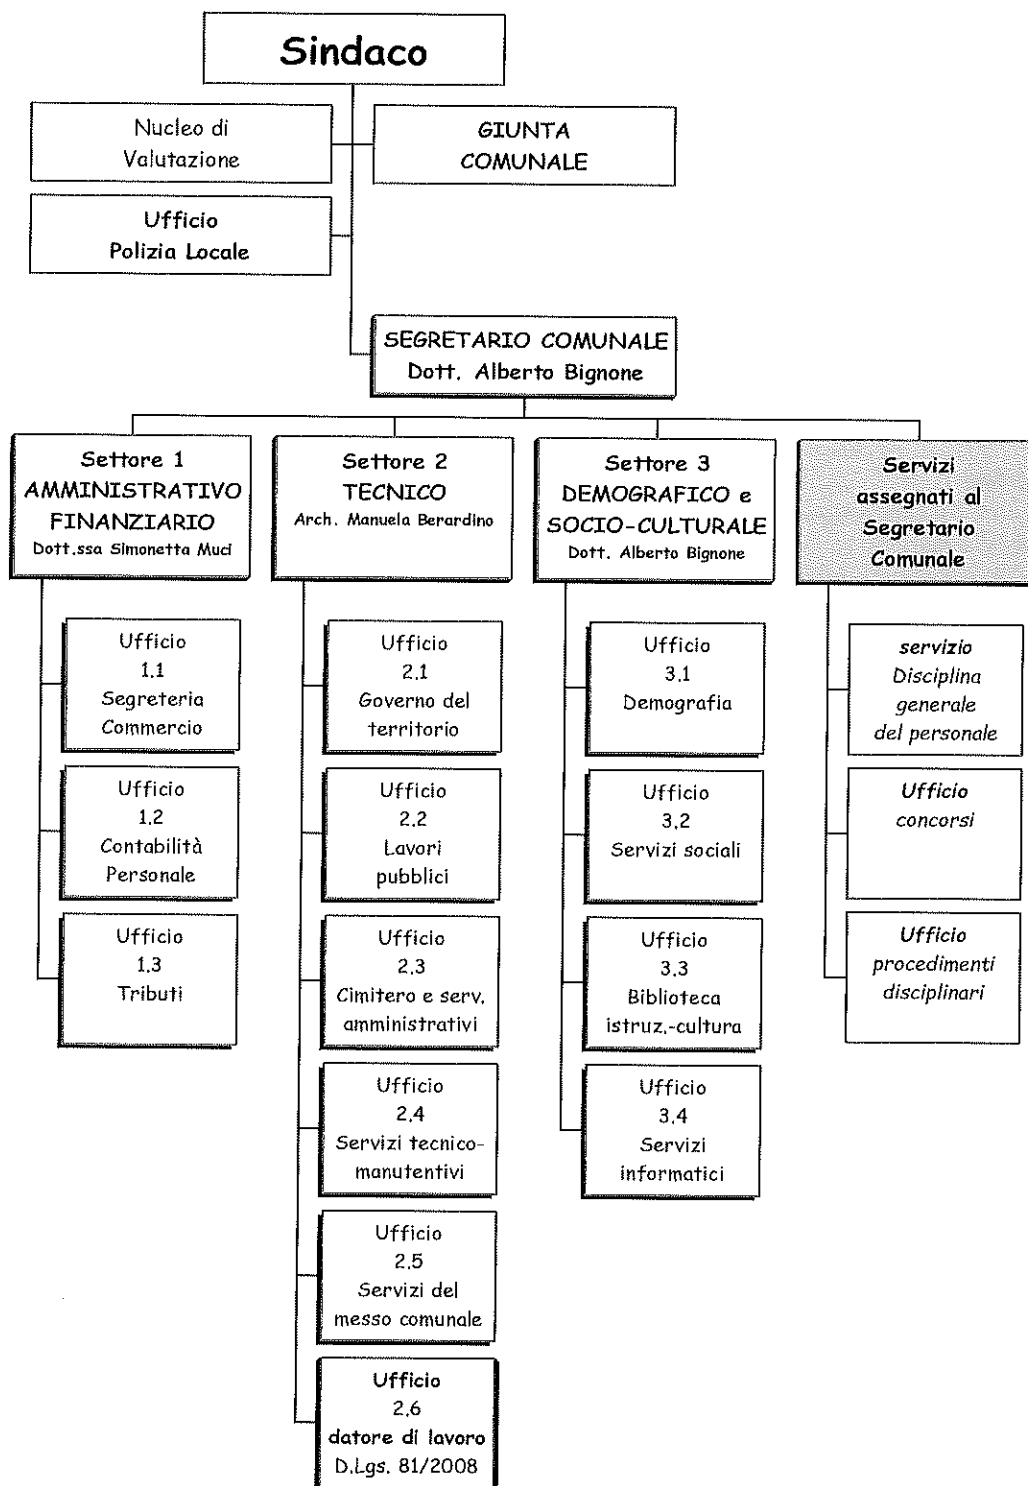 Sindaco
Nucleo di
Valutazione
GIUNTA
COMUNALE
Ufficio
Polizia Locale
SEGRETARIO COMUNALE
Dott. Alberto Bignone
Settore 1
AMMINISTRATIVO
FINANZIARIO
Dott.ssa Simonetta Muci
Settore 2
TECNICO
Arch. Manuela Berardino
Settore 3
DEMOGRAFICO e
SOCIO-CULTURALE
Dott. Alberto Bignone
Servizi
assegnati al
Segretario
Comunale
Ufficio
1.1
Segreteria
Commercio
Ufficio
1.2
Contabilità
Personale
Ufficio
1.3
Tributi
Ufficio
2.1
Governo del
territorio
Ufficio
2.2
Lavori
pubblici
Ufficio
2.3
Cimitero e serv.
amministrativi
Ufficio
2.4
Servizi tecnico-
manutentivi
Ufficio
2.5
Servizi del
messo comunale
Ufficio
2.6
datore di lavoro
D.Lgs. 81/2008
Ufficio
3.1
Demografia
Ufficio
3.2
Servizi sociali
Ufficio
3.3
Biblioteca
istruz.-cultura
Ufficio
3.4
Servizi
informatici
servizio
Disciplina
generale
del personale
Ufficio
concorsi
Ufficio
procedimenti
disciplinari